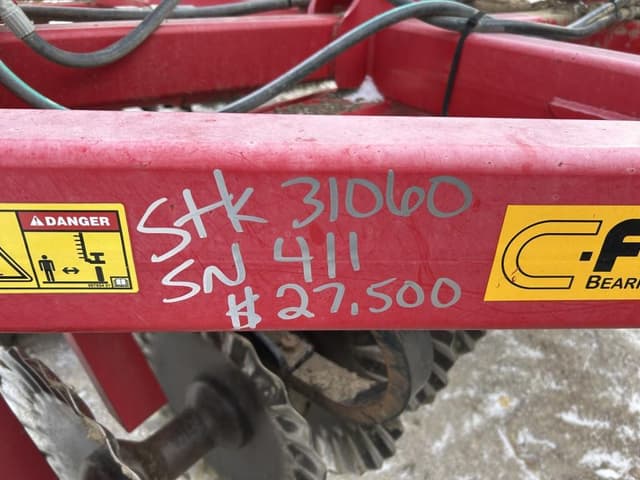 Stk 31060
SN 411
$27,500
DANGER
C-F
BEAR